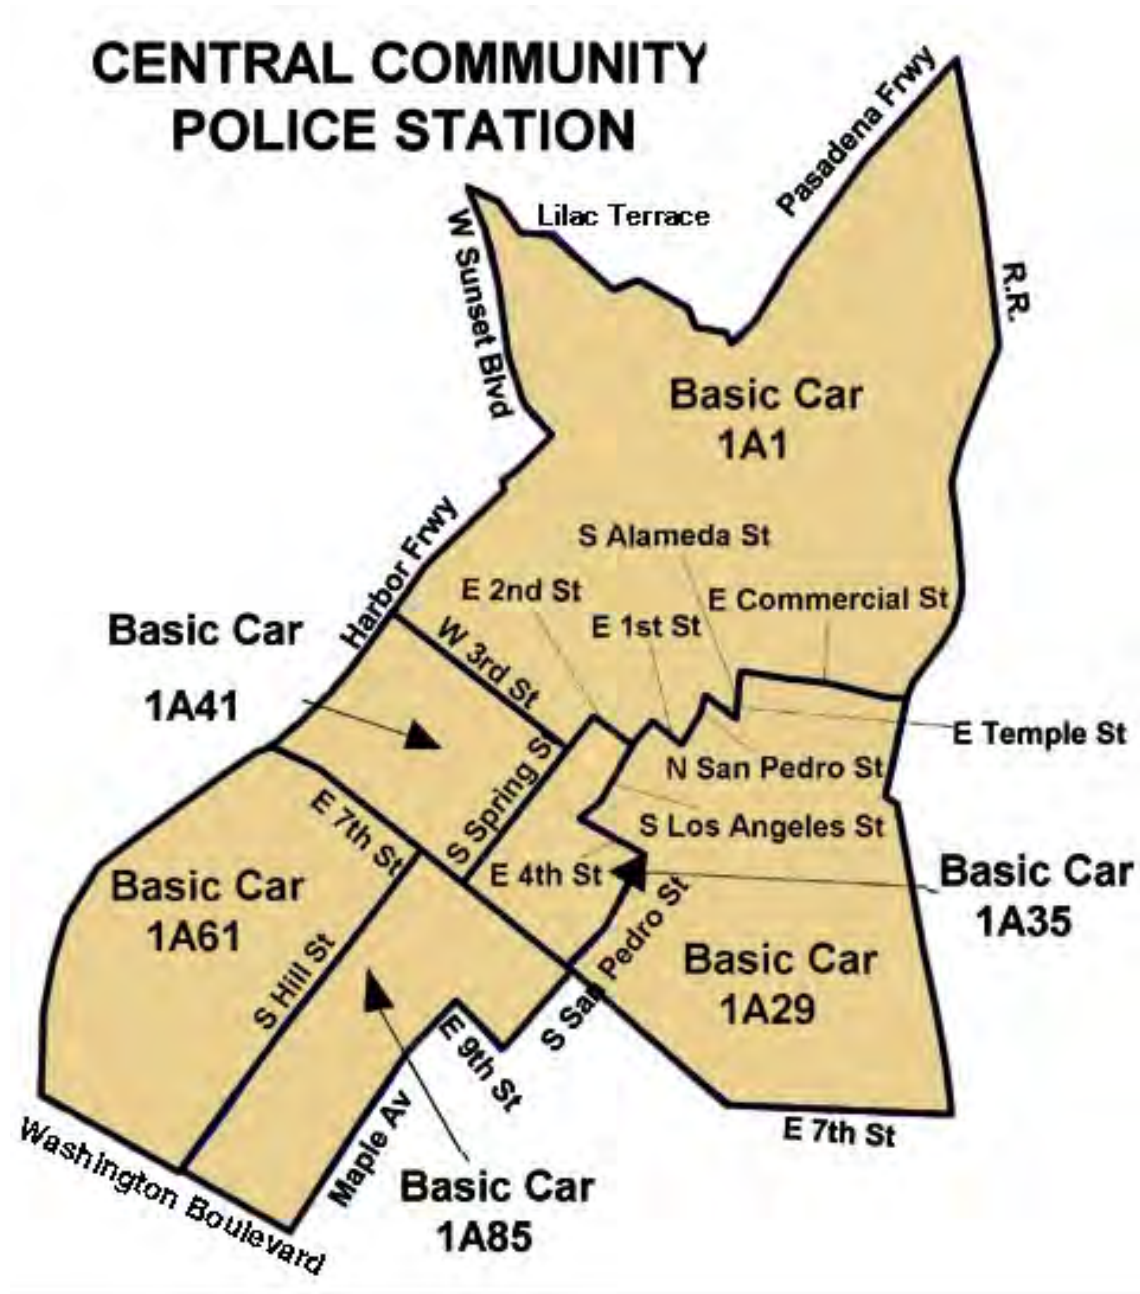 CENTRAL COMMUNITY
POLICE STATION
Pasadena Frwy
Lilac Terrace
W Sunset Blvd
R.R.
Basic Car
1A1
Harbor Frwy
S Alameda St
E 2nd St
E Commercial St
E 1st St
Basic Car
1A41
W 3rd St
E Temple St
N San Pedro St
S Spring S
E 7th St
S Los Angeles St
E 4th St
Basic Car
1A35
Basic Car
1A61
S San Pedro St
Basic Car
1A29
S Hill St
E 9th St
E 7th St
Maple Av
Washington Boulevard
Basic Car
1A85